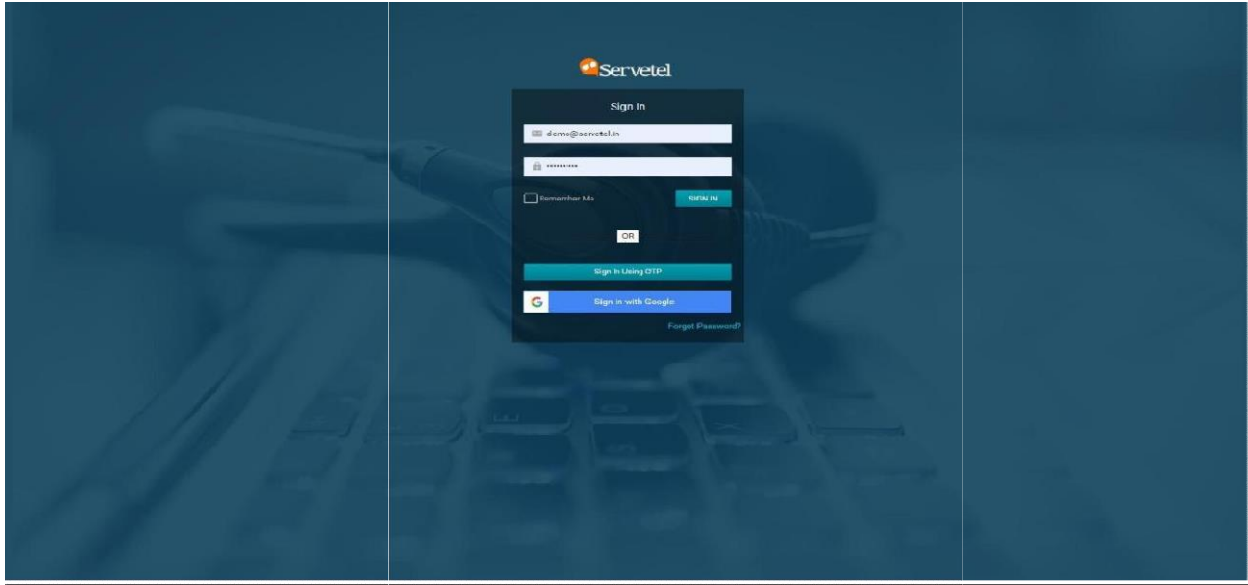 Servetel
Sign In
demo@servetel.in
Remember Me
SIGN IN
OR
Sign In Using OTP
G
Sign in with Google
Forget Password?